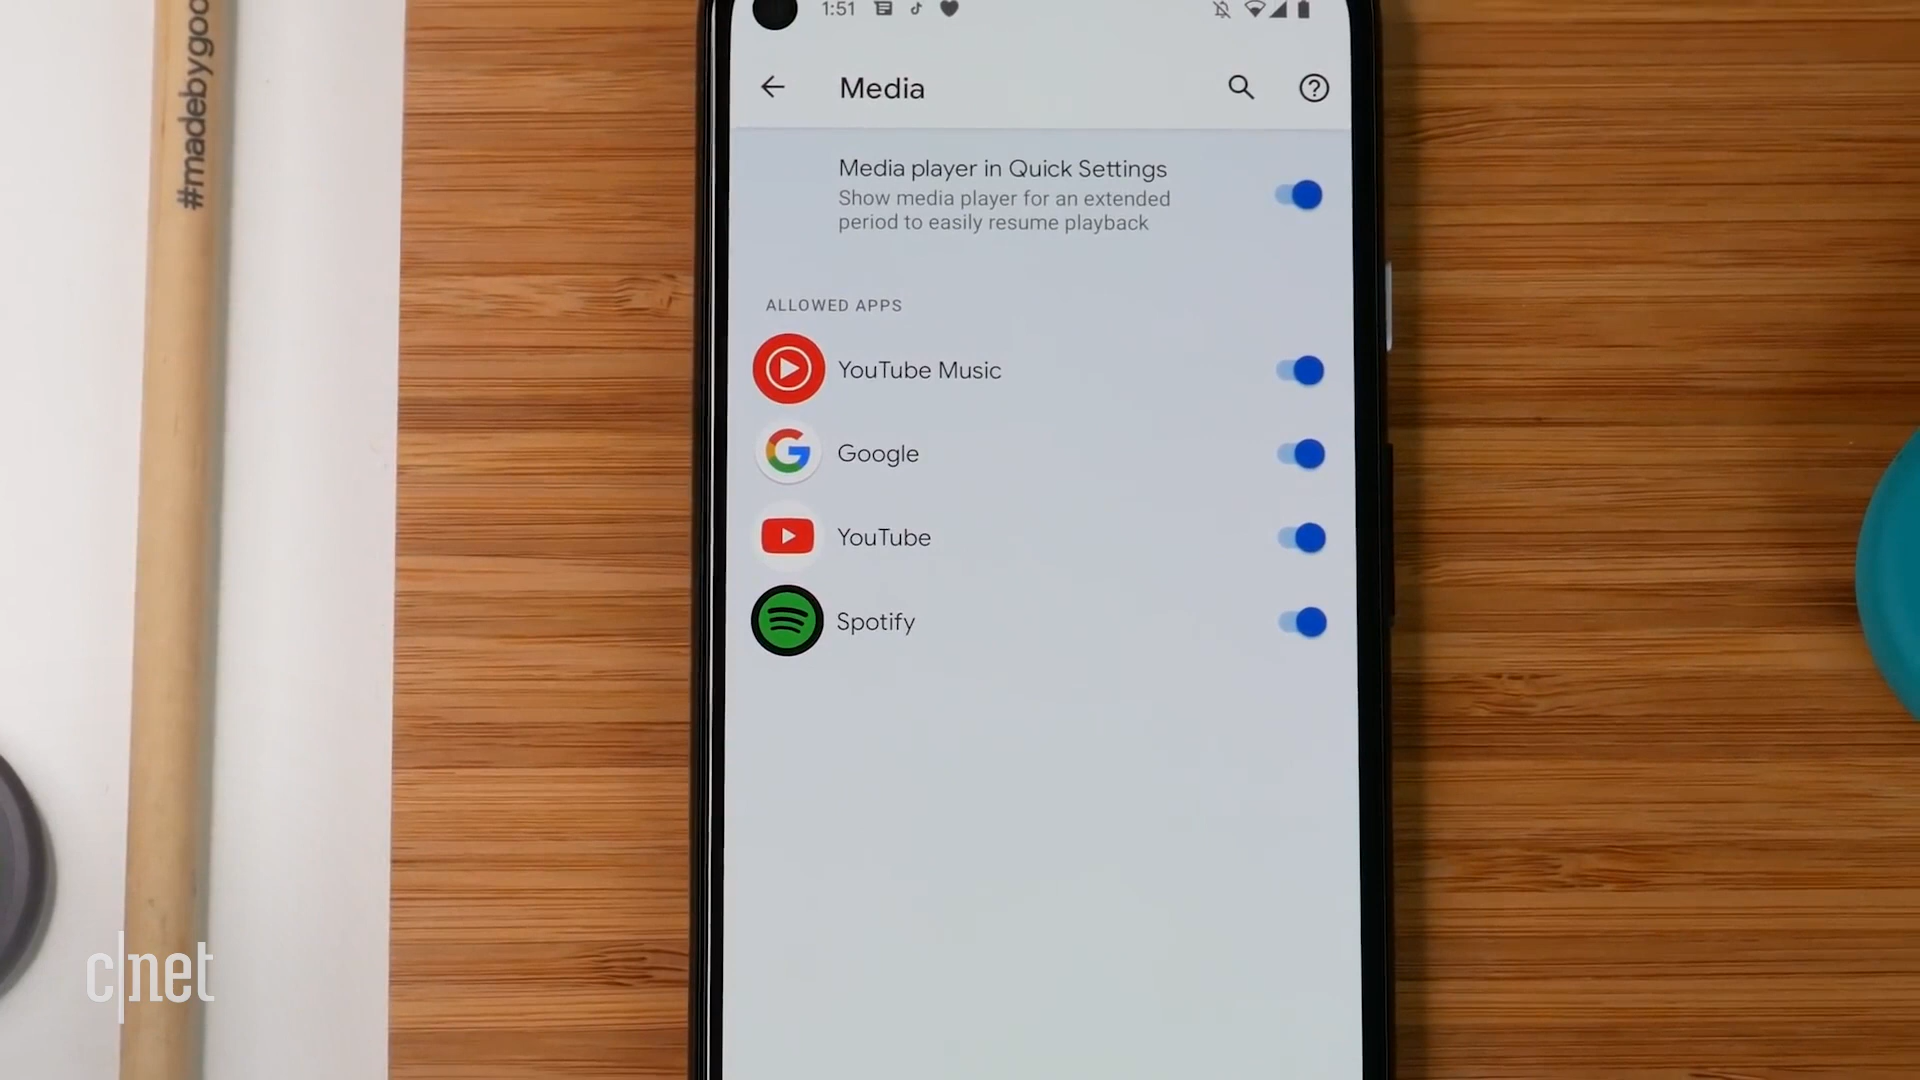 #madebygoo
1:51
Media
Media player in Quick Settings
Show media player for an extended
period to easily resume playback
ALLOWED APPS
YouTube Music
Google
YouTube
Spotify
c|net